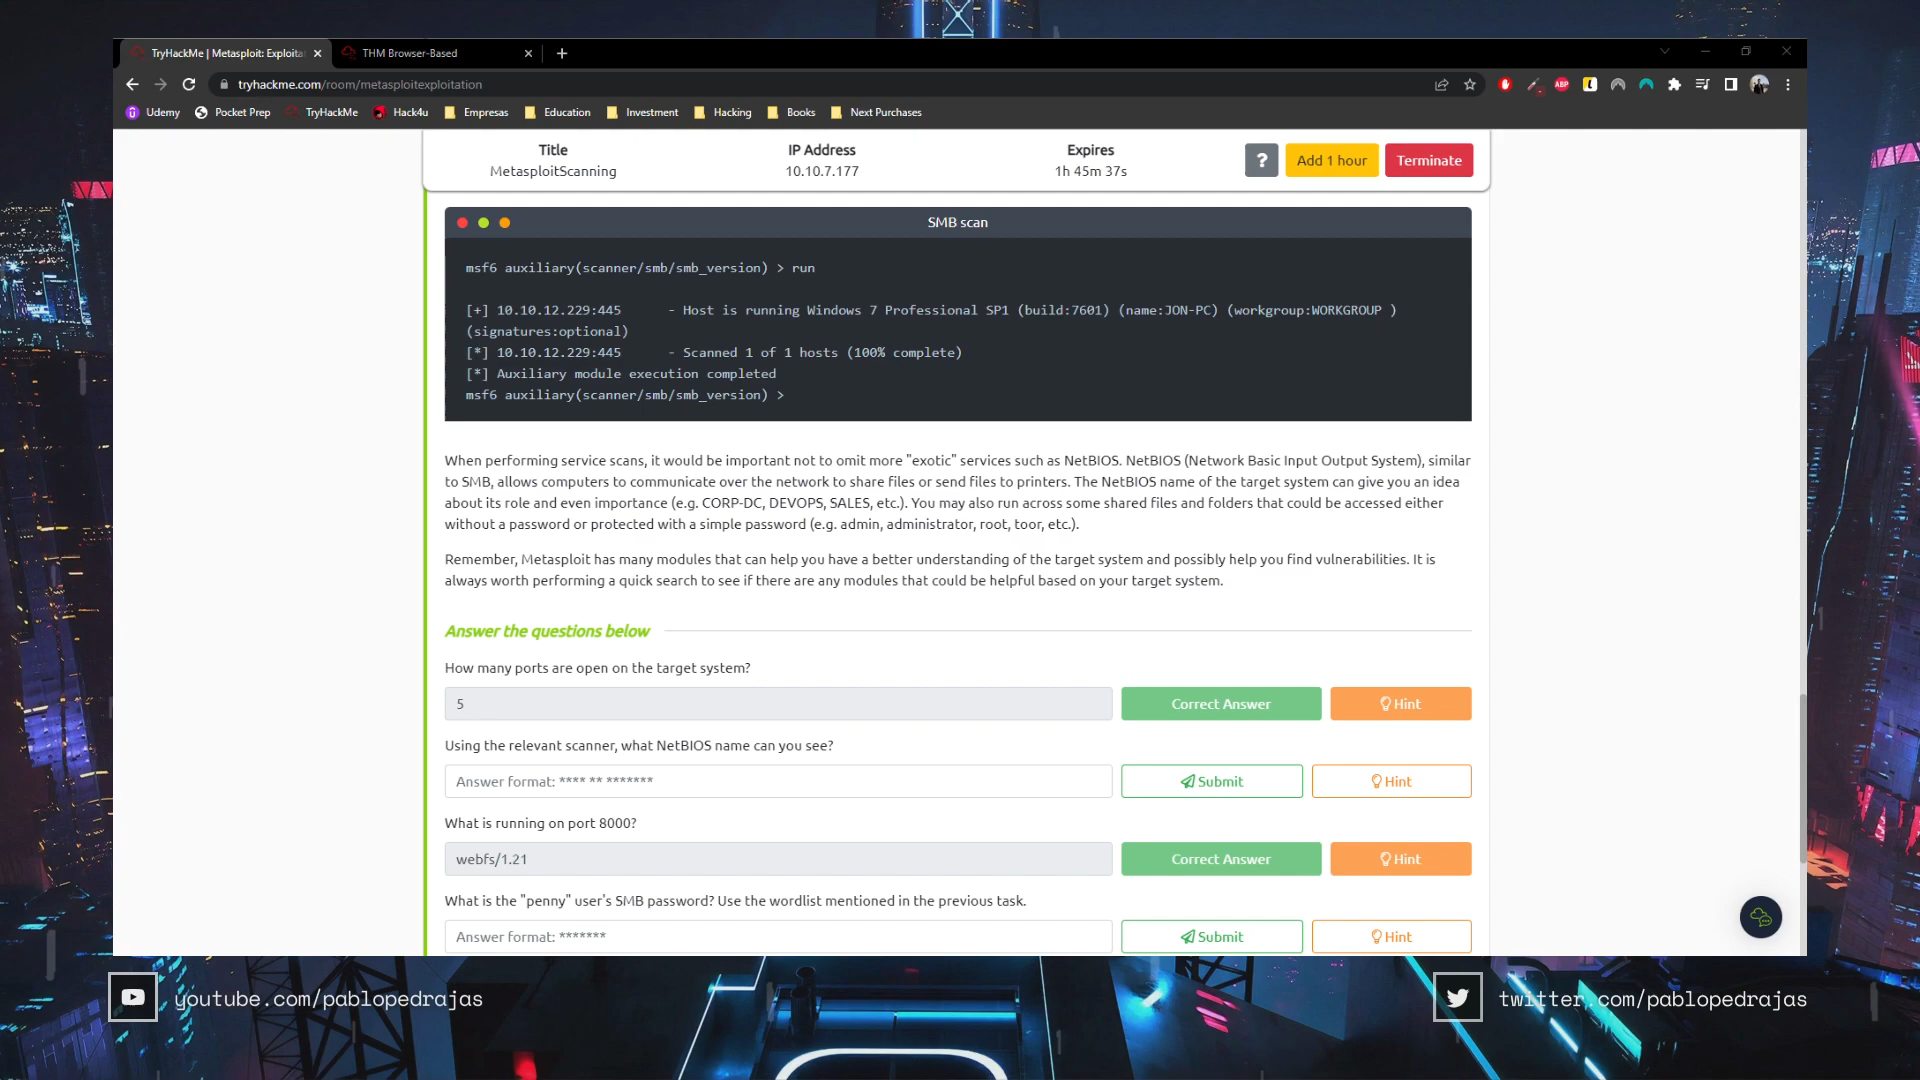 TryHackMe | Metasploit: Exploita
THM Browser-Based
tryhackme.com/room/metasploitexploitation
ABP
Udemy
Pocket Prep
TryHackMe
Hack4u
Empresas
Education
Investment
Hacking
Books
Next Purchases
Title
MetasploitScanning
IP Address
10.10.7.177
Expires
1h 45m 37s
?
Add 1 hour
Terminate
SMB scan
msf6 auxiliary(scanner/smb/smb_version) > run
[+] 10.10.12.229:445 - Host is running Windows 7 Professional SP1 (build:7601) (name:JON-PC) (workgroup:WORKGROUP )
(signatures:optional)
[*] 10.10.12.229:445 - Scanned 1 of 1 hosts (100% complete)
[*] Auxiliary module execution completed
msf6 auxiliary(scanner/smb/smb_version) >
When performing service scans, it would be important not to omit more "exotic" services such as NetBIOS. NetBIOS (Network Basic Input Output System), similar
to SMB, allows computers to communicate over the network to share files or send files to printers. The NetBIOS name of the target system can give you an idea
about its role and even importance (e.g. CORP-DC, DEVOPS, SALES, etc.). You may also run across some shared files and folders that could be accessed either
without a password or protected with a simple password (e.g. admin, administrator, root, toor, etc.).
Remember, Metasploit has many modules that can help you have a better understanding of the target system and possibly help you find vulnerabilities. It is
always worth performing a quick search to see if there are any modules that could be helpful based on your target system.
Answer the questions below
How many ports are open on the target system?
5
Correct Answer
Hint
Using the relevant scanner, what NetBIOS name can you see?
Answer format: **** ** *******
Submit
Hint
What is running on port 8000?
webfs/1.21
Correct Answer
Hint
What is the "penny" user's SMB password? Use the wordlist mentioned in the previous task.
Answer format: *******
Submit
Hint
youtube.com/pablopedrajas
twitter.com/pablopedrajas